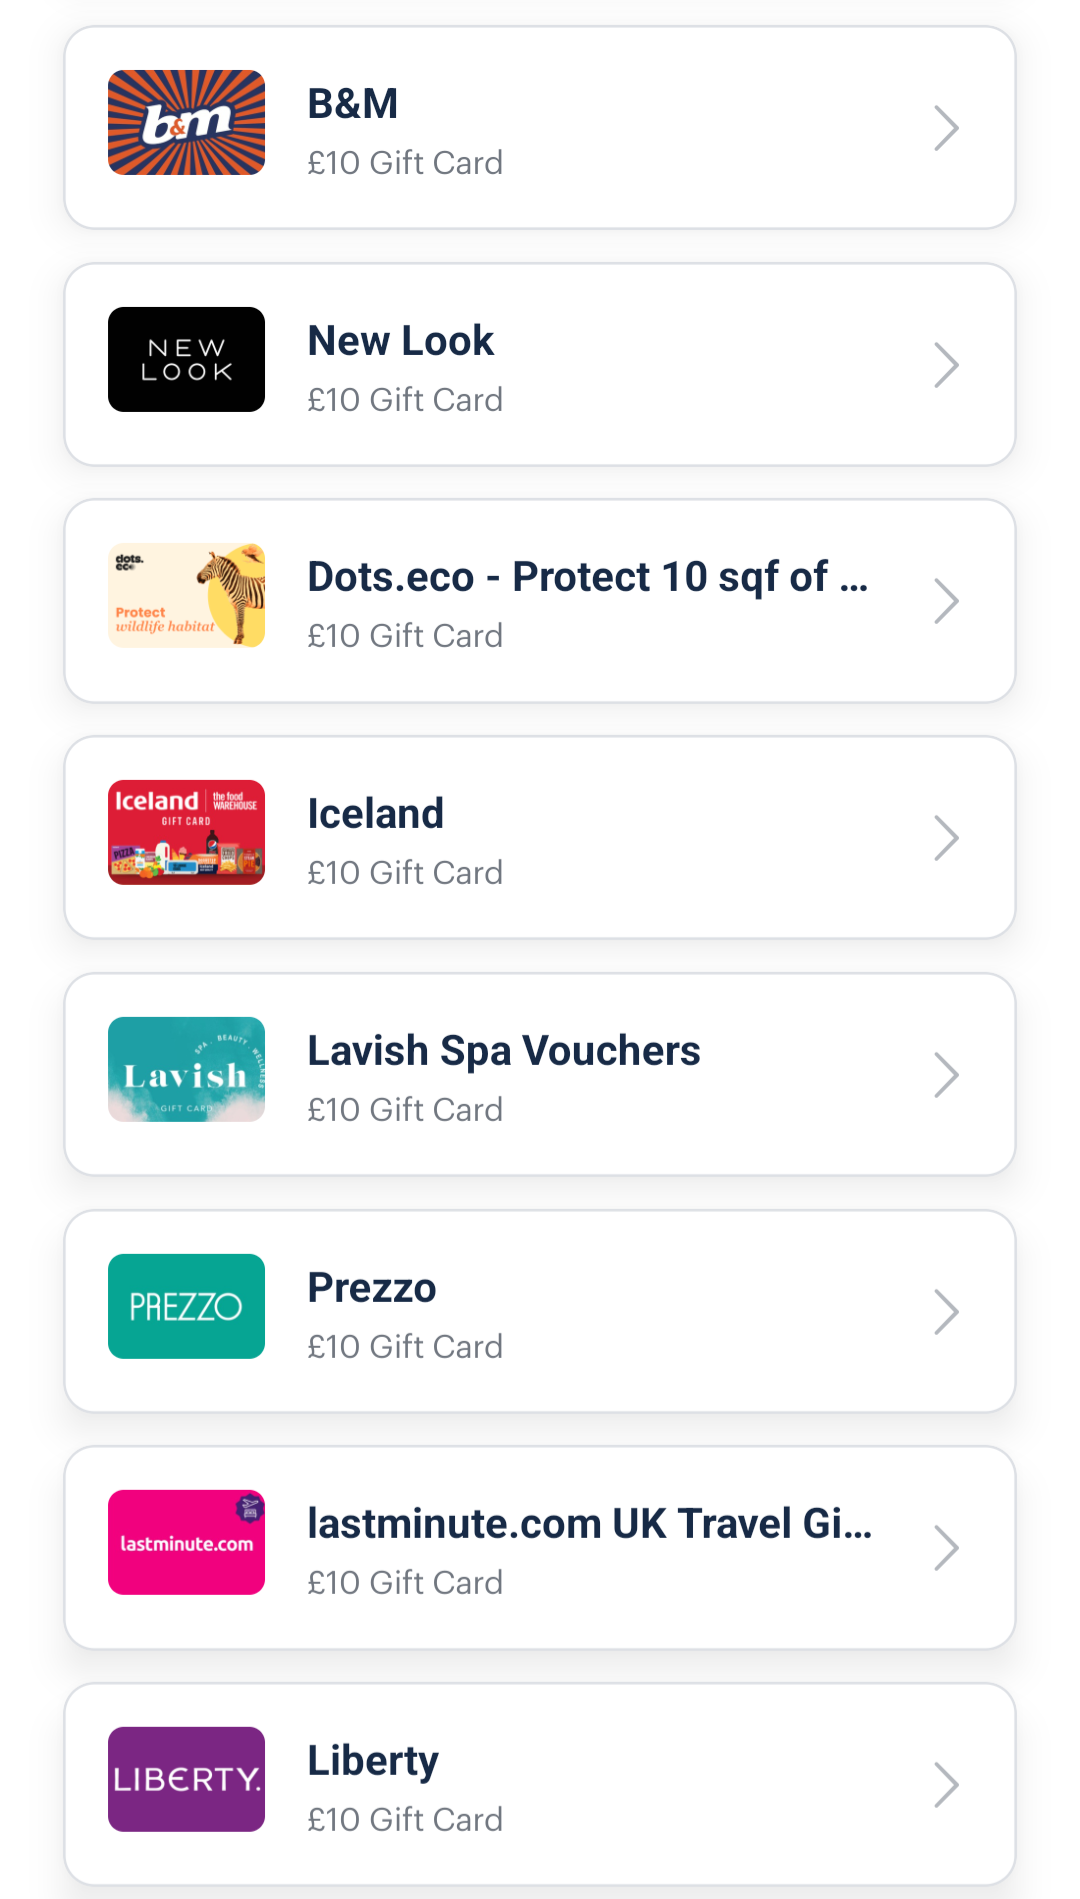 b&m
B&M
£10 Gift Card
NEW
LOOK
New Look
£10 Gift Card
dots.
eco
Protect
wildlife habitat
Dots.eco - Protect 10 sqf of ...
£10 Gift Card
Iceland
the food
WAREHOUSE
GIFT CARD
PIZZA
Iceland
£10 Gift Card
SPA . BEAUTY . WELLNESS
Lavish
GIFT CARD
Lavish Spa Vouchers
£10 Gift Card
PREZZO
Prezzo
£10 Gift Card
lastminute.com
lastminute.com UK Travel Gi...
£10 Gift Card
LIBERTY.
Liberty
£10 Gift Card